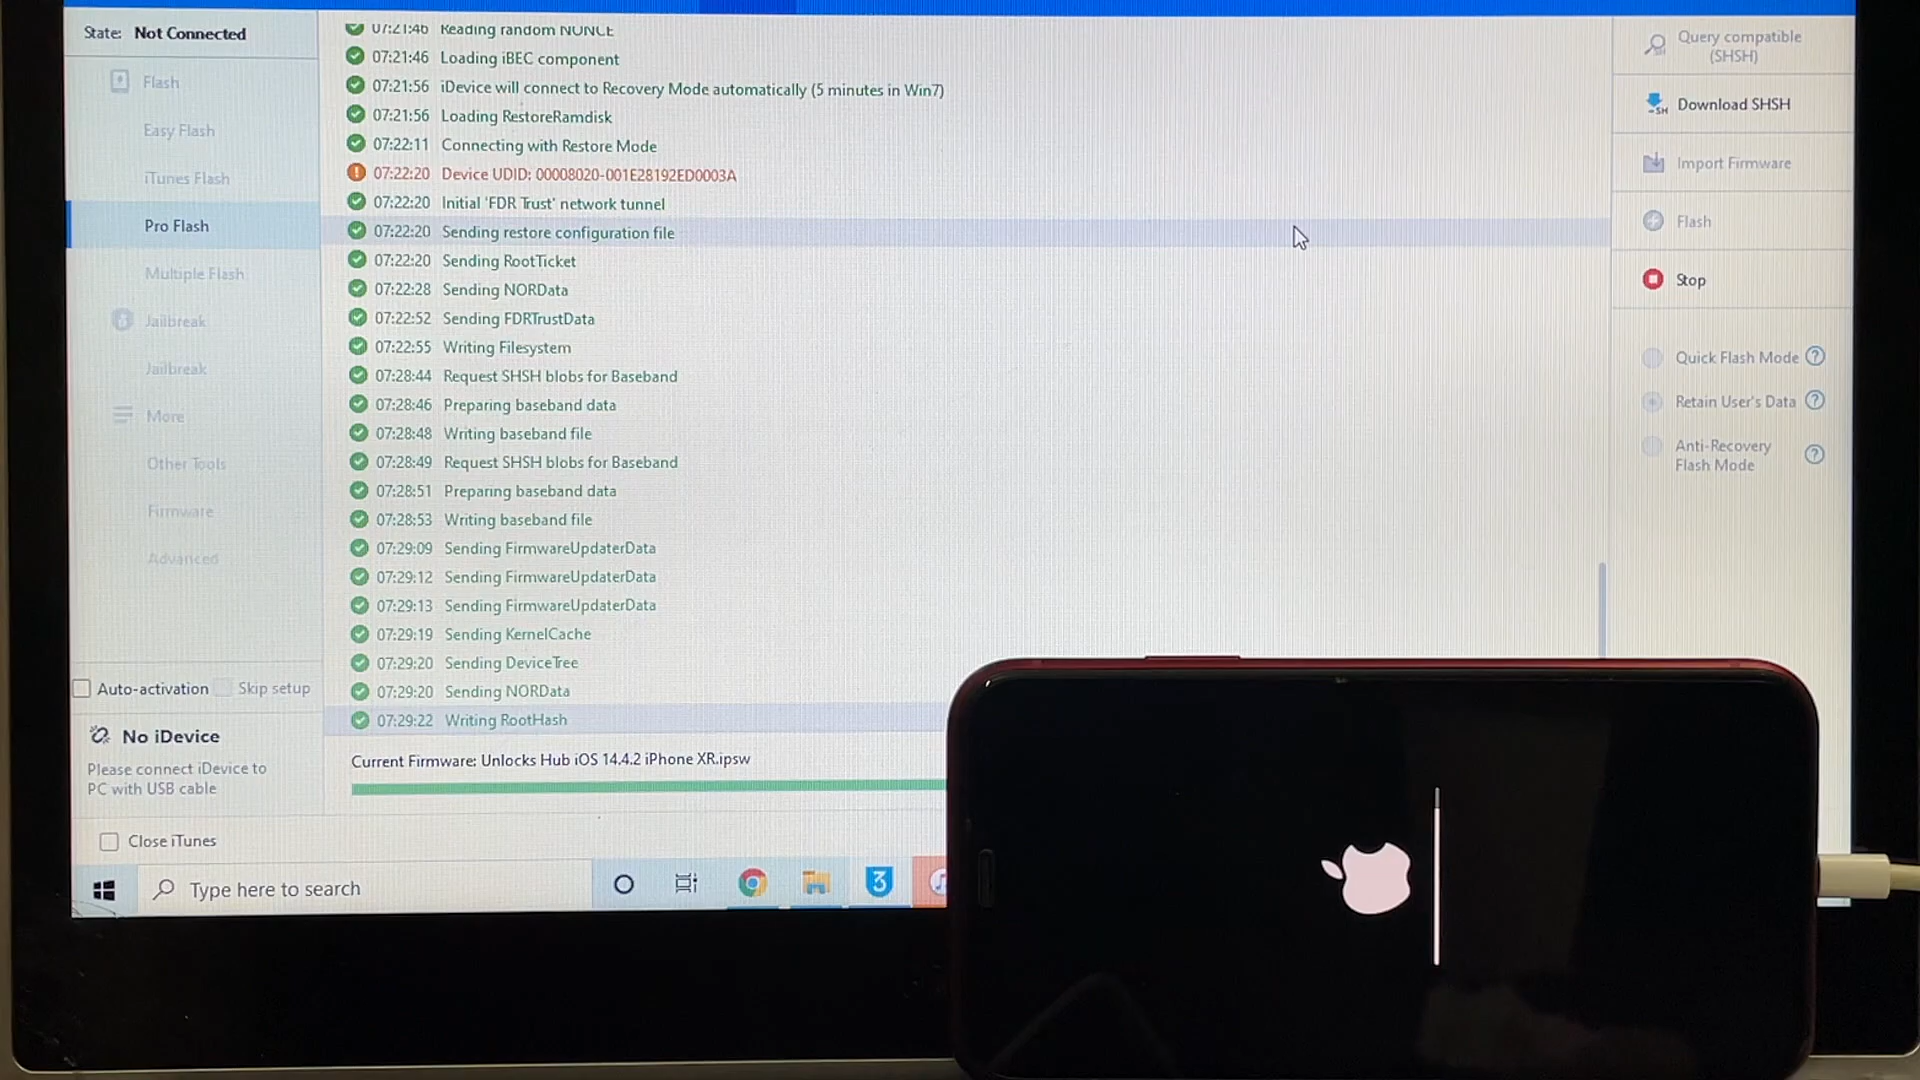 State: Not Connected
Flash
Easy Flash
iTunes Flash
Pro Flash
Multiple Flash
Jailbreak
Jailbreak
More
Other Tools
Firmware
Advanced
Auto-activation Skip setup
No iDevice
Please connect iDevice to
PC with USB cable
Close iTunes
07:21:46 Reading random NONCE
07:21:46 Loading iBEC component
07:21:56 iDevice will connect to Recovery Mode automatically (5 minutes in Win7)
07:21:56 Loading RestoreRamdisk
07:22:11 Connecting with Restore Mode
07:22:20 Device UDID: 00008020-001E28192ED0003A
07:22:20 Initial 'FDR Trust' network tunnel
07:22:20 Sending restore configuration file
07:22:20 Sending RootTicket
07:22:28 Sending NORData
07:22:52 Sending FDRTrustData
07:22:55 Writing Filesystem
07:28:44 Request SHSH blobs for Baseband
07:28:46 Preparing baseband data
07:28:48 Writing baseband file
07:28:49 Request SHSH blobs for Baseband
07:28:51 Preparing baseband data
07:28:53 Writing baseband file
07:29:09 Sending FirmwareUpdaterData
07:29:12 Sending FirmwareUpdaterData
07:29:13 Sending FirmwareUpdaterData
07:29:19 Sending KernelCache
07:29:20 Sending DeviceTree
07:29:20 Sending NORData
07:29:22 Writing RootHash
Current Firmware: Unlocks Hub iOS 14.4.2 iPhone XR.ipsw
Query compatible
(SHSH)
SH Download SHSH
Import Firmware
Flash
Stop
Quick Flash Mode ?
Retain User's Data ?
Anti-Recovery
Flash Mode ?
Type here to search
3